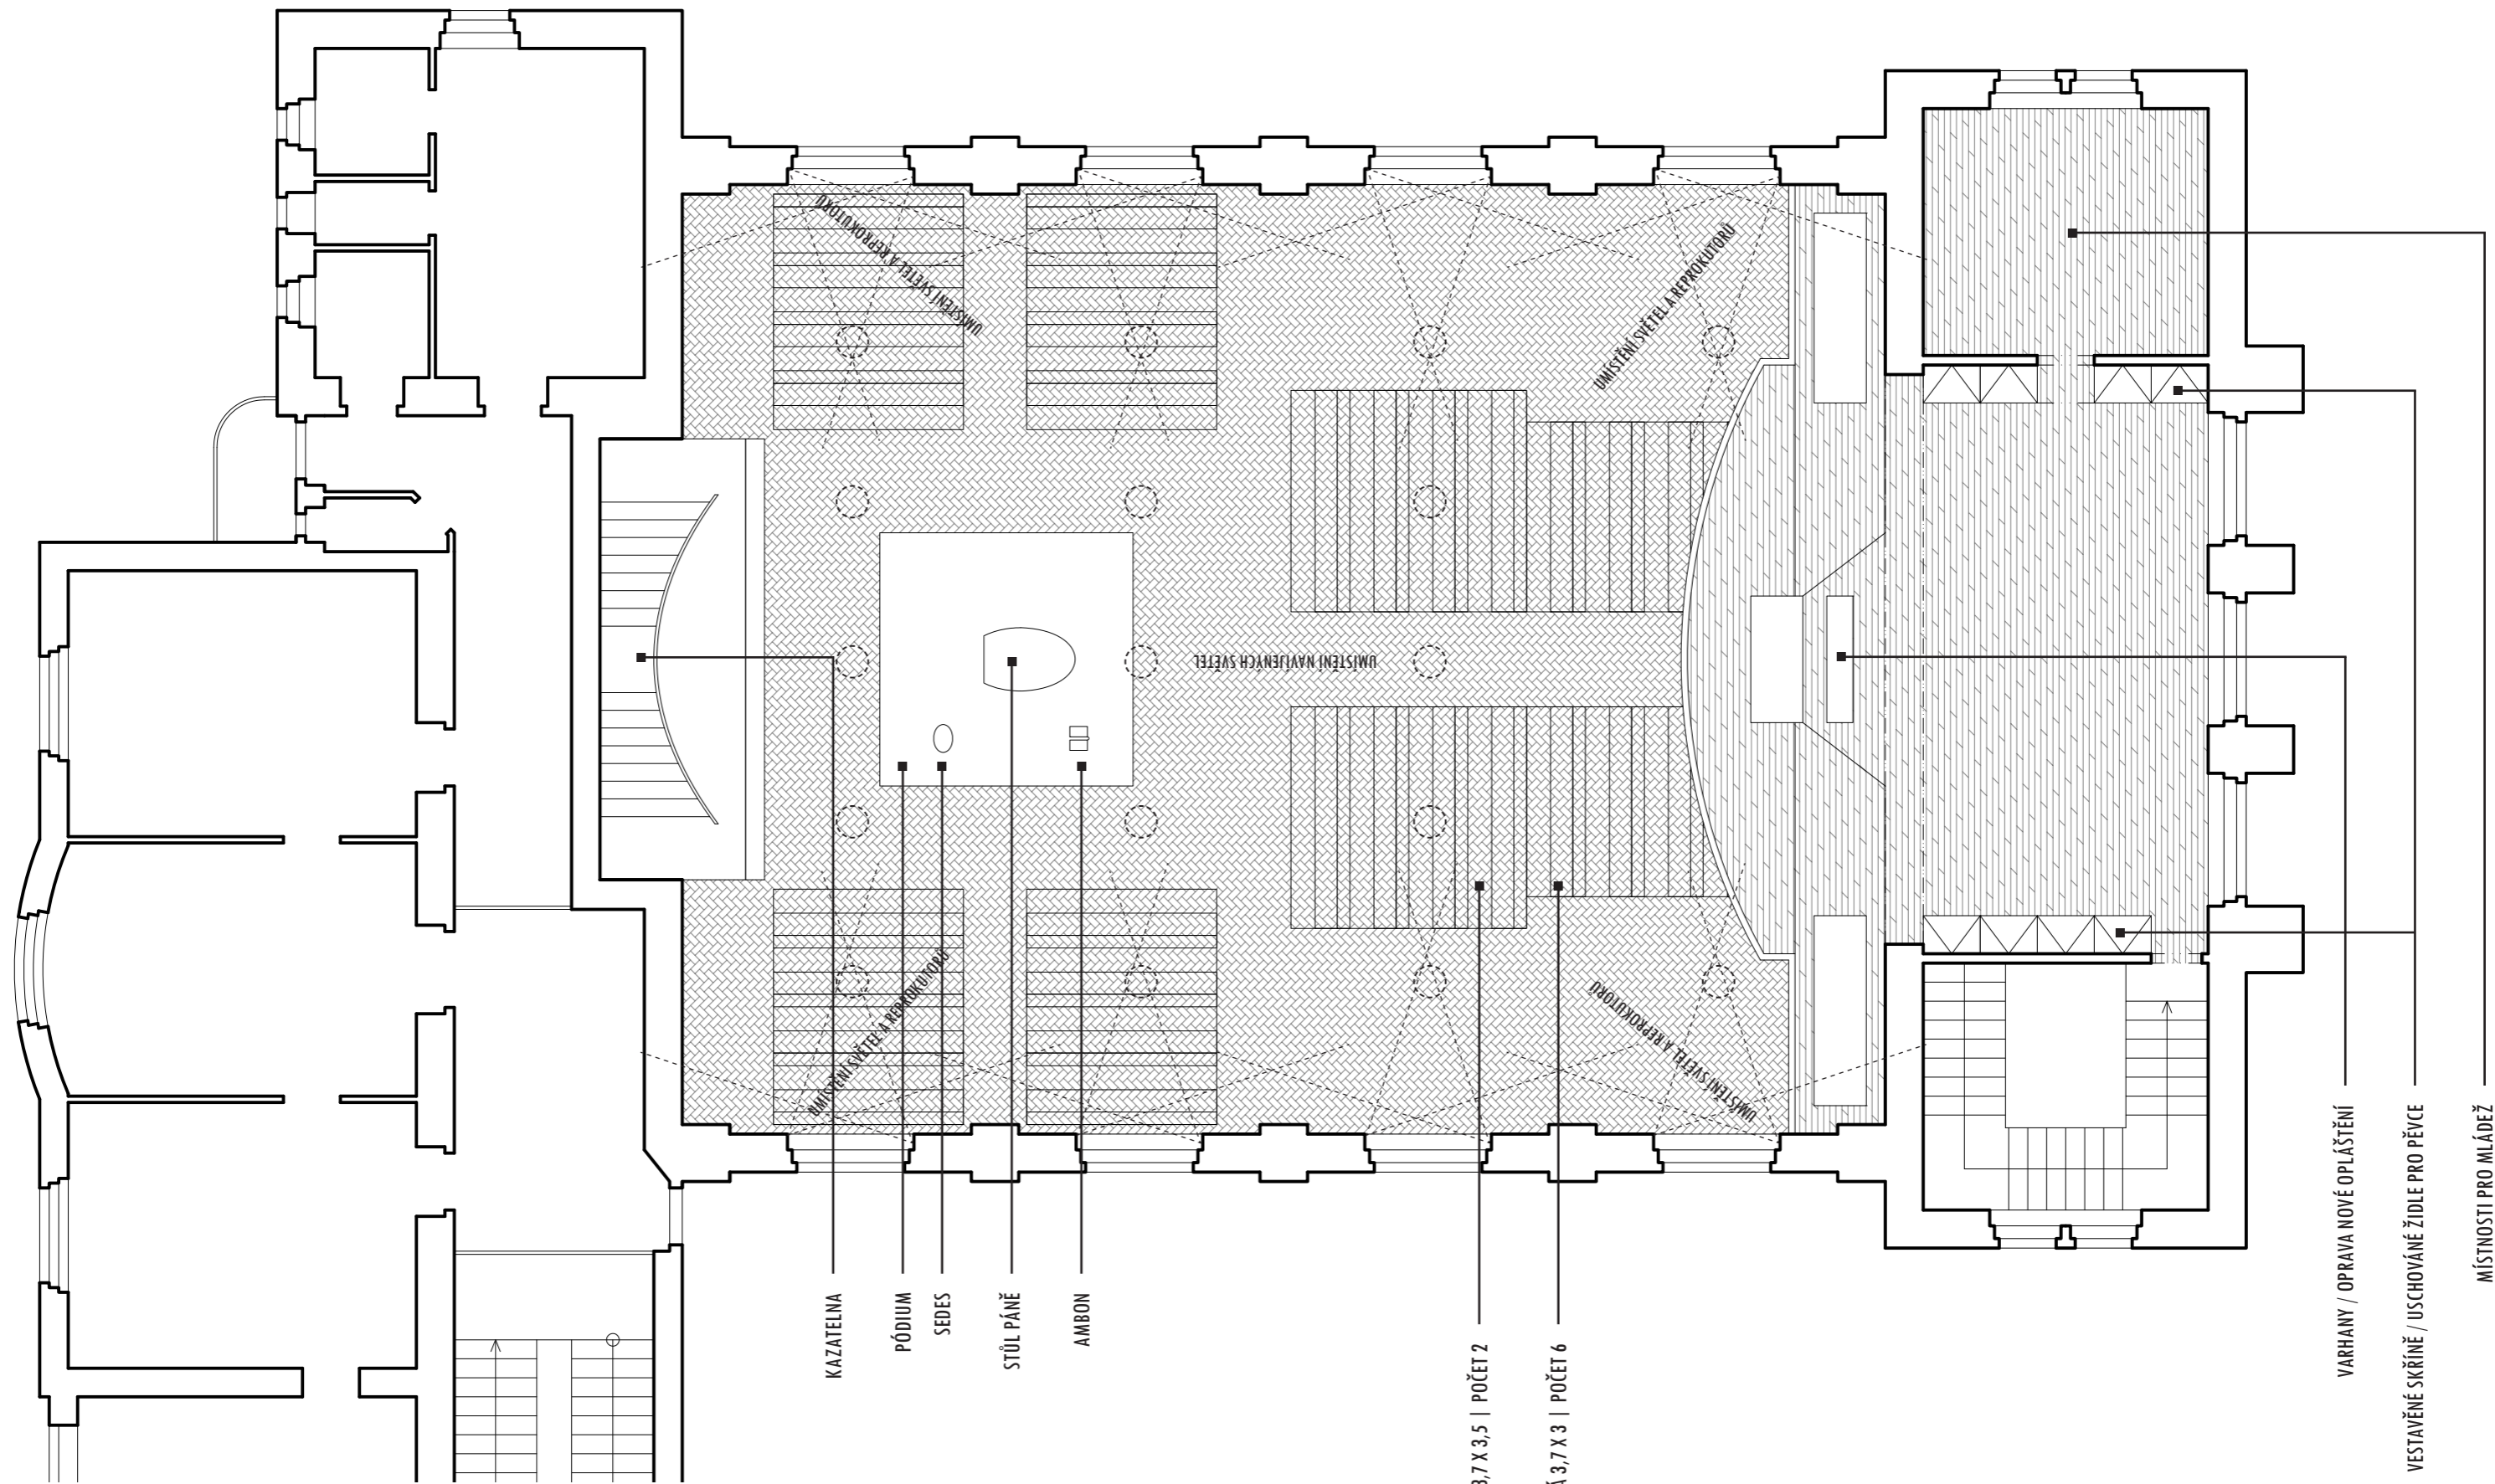 UMÍSTĚNÍ SVĚTEL A REPROKUTORŮ
UMÍSTĚNÍ SVĚTEL A REPROKUTORŮ
UMÍSTĚNÍ NAVÍJENÝCH SVĚTEL
UMÍSTĚNÍ SVĚTEL A REPROKUTORŮ
UMÍSTĚNÍ SVĚTEL A REPROKUTORŮ
KAZATELNA
PÓDIUM
SEDES
STŮL PÁNĚ
AMBON
3,7 X 3,5 | POČET 2
3,7 X 3 | POČET 6
VARHANY / OPRAVA NOVÉ OPLÁŠTĚNÍ
VESTAVĚNÉ SKŘÍNĚ / USCHOVÁNÉ ŽIDLE PRO PĚVCE
MÍSTNOSTI PRO MLÁDEŽ